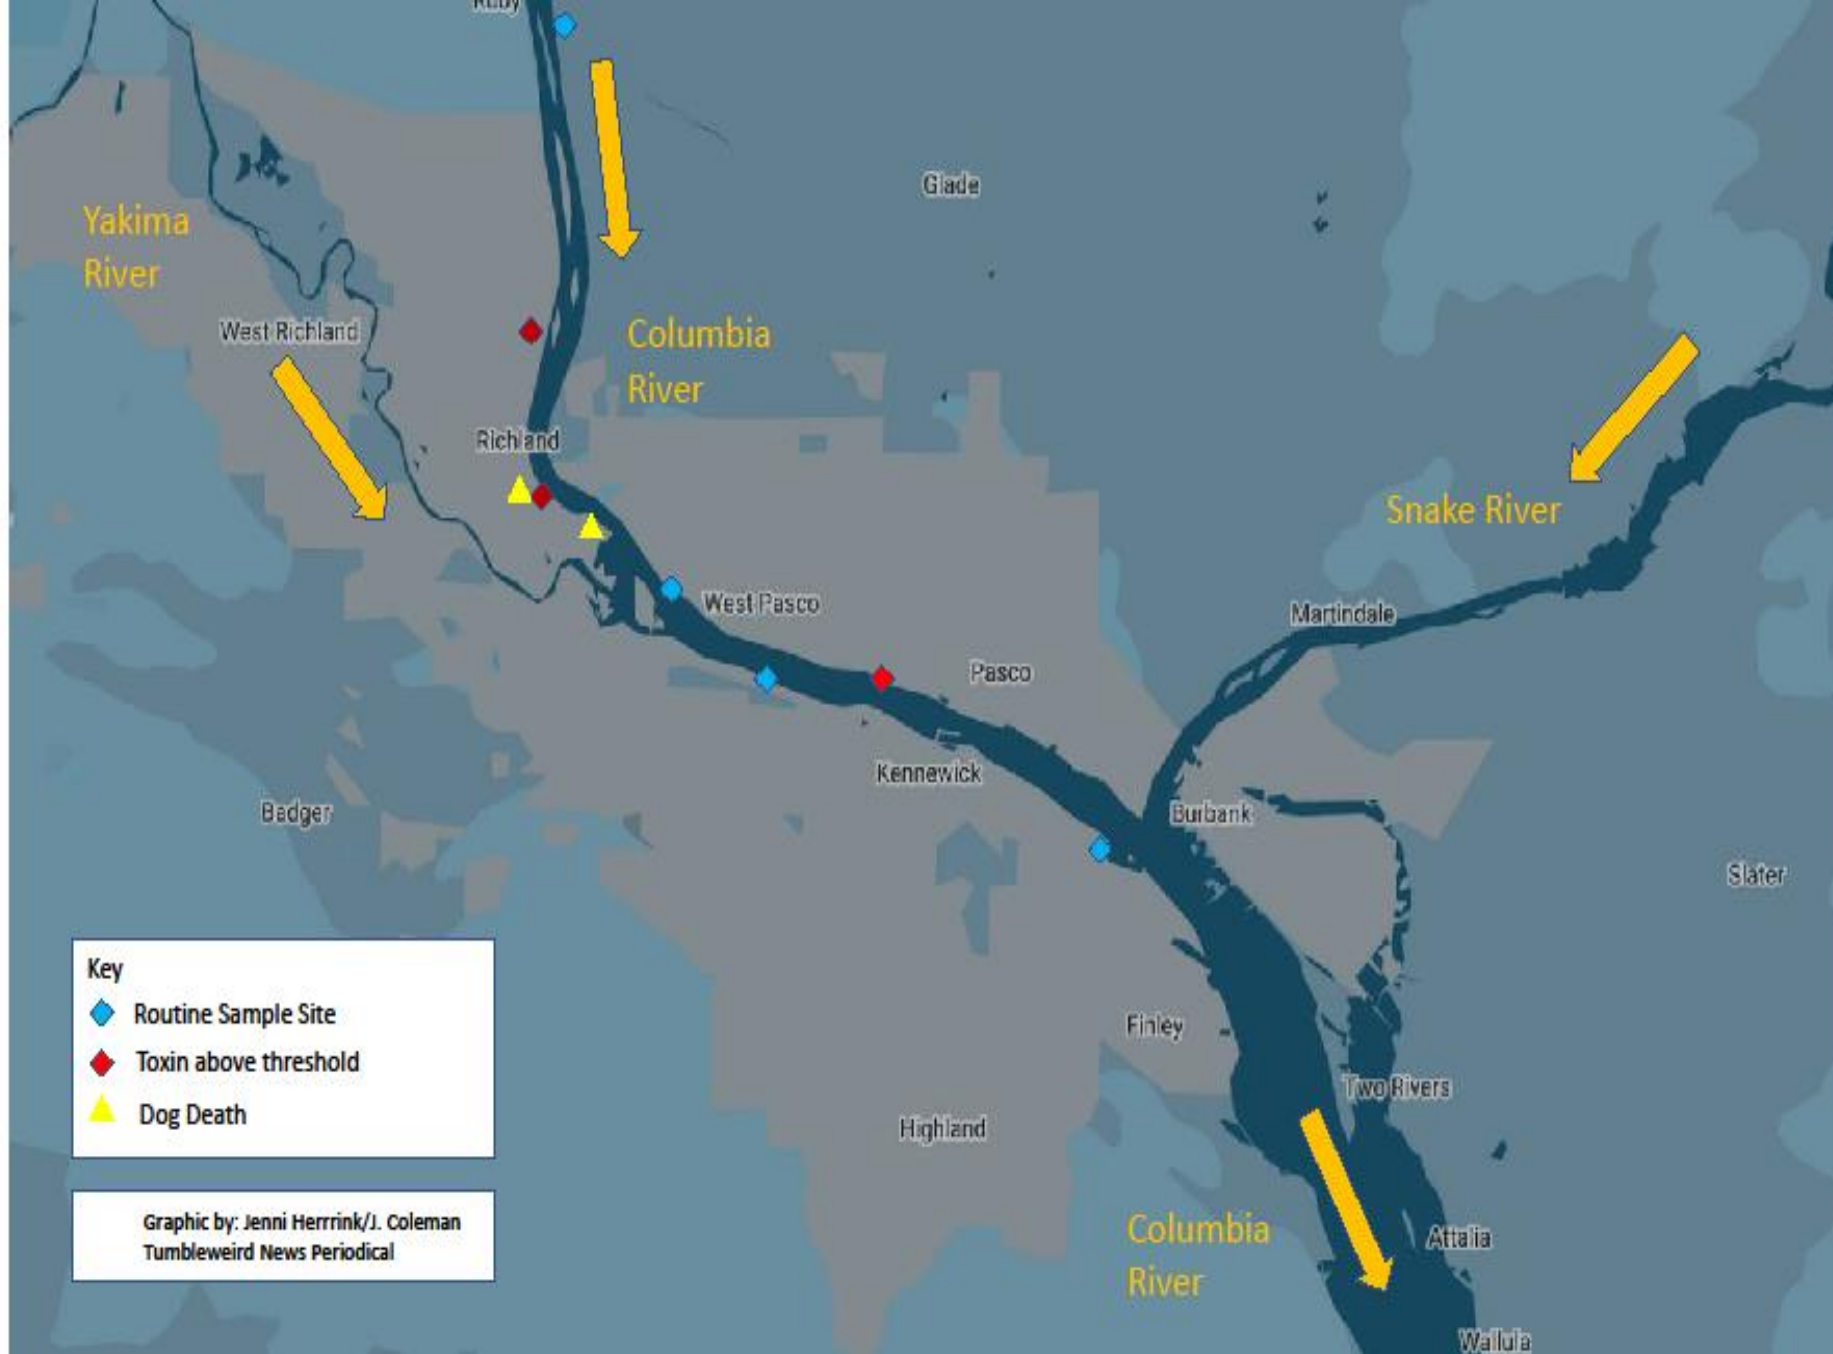 Ruby
Glade
Yakima
River
West Richland
Columbia
River
Richland
Snake River
West Pasco
Martindale
Pasco
Kennewick
Badger
Burbank
Slater
Key
Routine Sample Site
Toxin above threshold
Dog Death
Finley
Two Rivers
Highland
Graphic by: Jenni Herrrink/J. Coleman
Tumbleweird News Periodical
Columbia
River
Attalia
Wallula